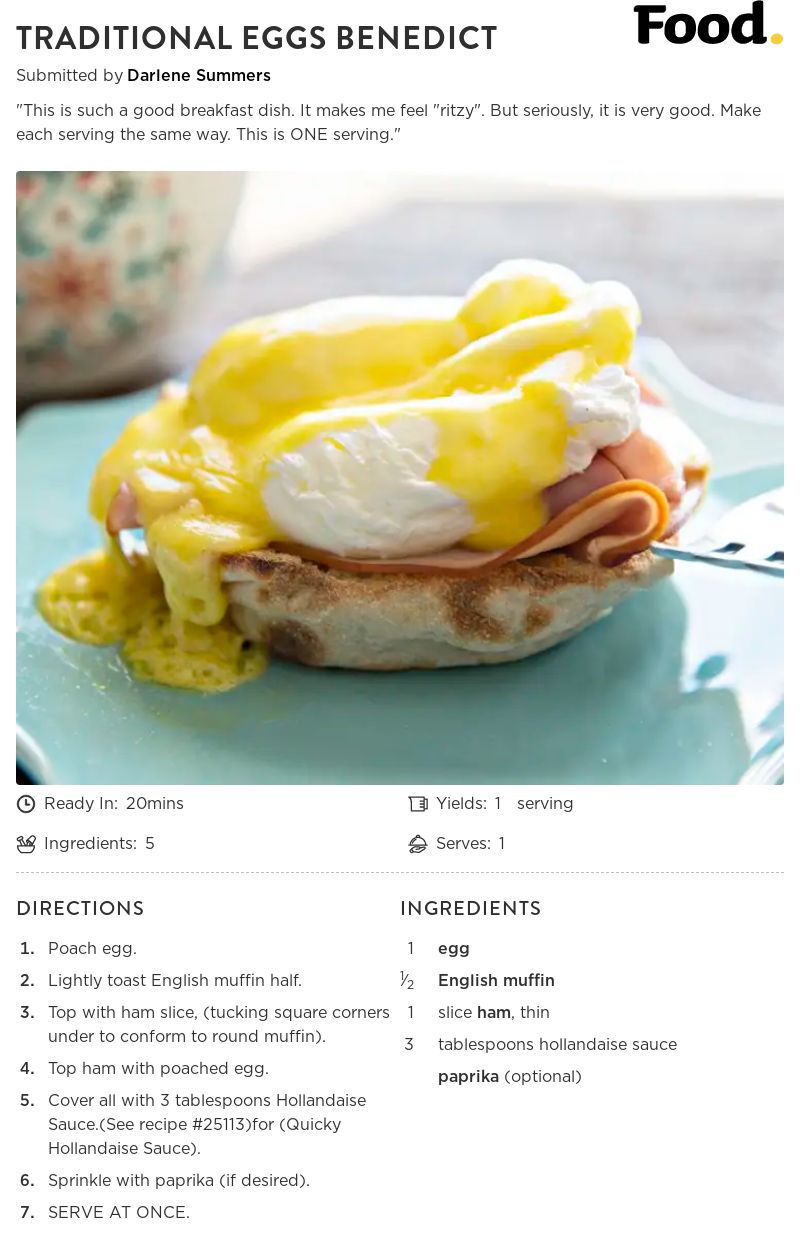 TRADITIONAL EGGS BENEDICT
Food.
Submitted by Darlene Summers
"This is such a good breakfast dish. It makes me feel "ritzy". But seriously, it is very good. Make
each serving the same way. This is ONE serving."
Ready In: 20mins
Yields: 1 serving
Ingredients: 5
Serves: 1
DIRECTIONS
1. Poach egg.
2. Lightly toast English muffin half.
3. Top with ham slice, (tucking square corners
under to conform to round muffin).
4. Top ham with poached egg.
5. Cover all with 3 tablespoons Hollandaise
Sauce.(See recipe #25113)for (Quicky
Hollandaise Sauce).
6. Sprinkle with paprika (if desired).
7. SERVE AT ONCE.
INGREDIENTS
1 egg
1⁄2 English muffin
1 slice ham, thin
3 tablespoons hollandaise sauce
paprika (optional)